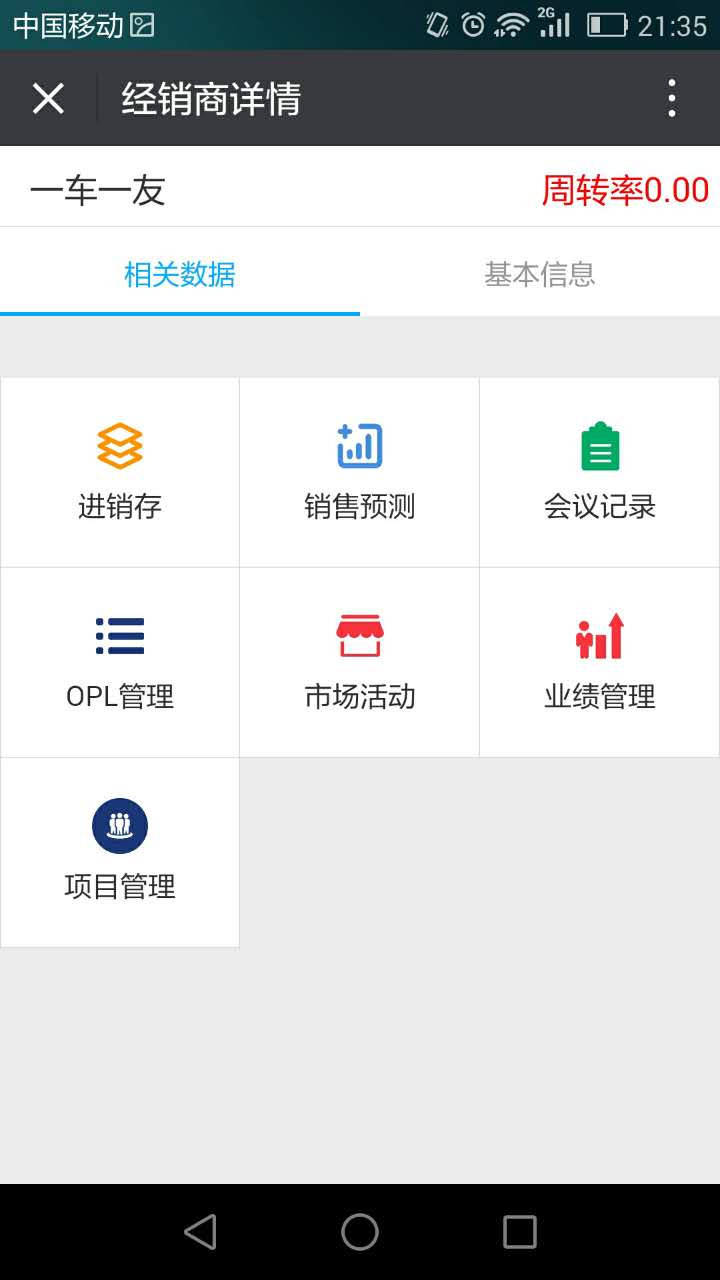 中国移动 2G 21:35
经销商详情
一车一友 周转率0.00
相关数据 基本信息
进销存 销售预测 会议记录
OPL管理 市场活动 业绩管理
项目管理